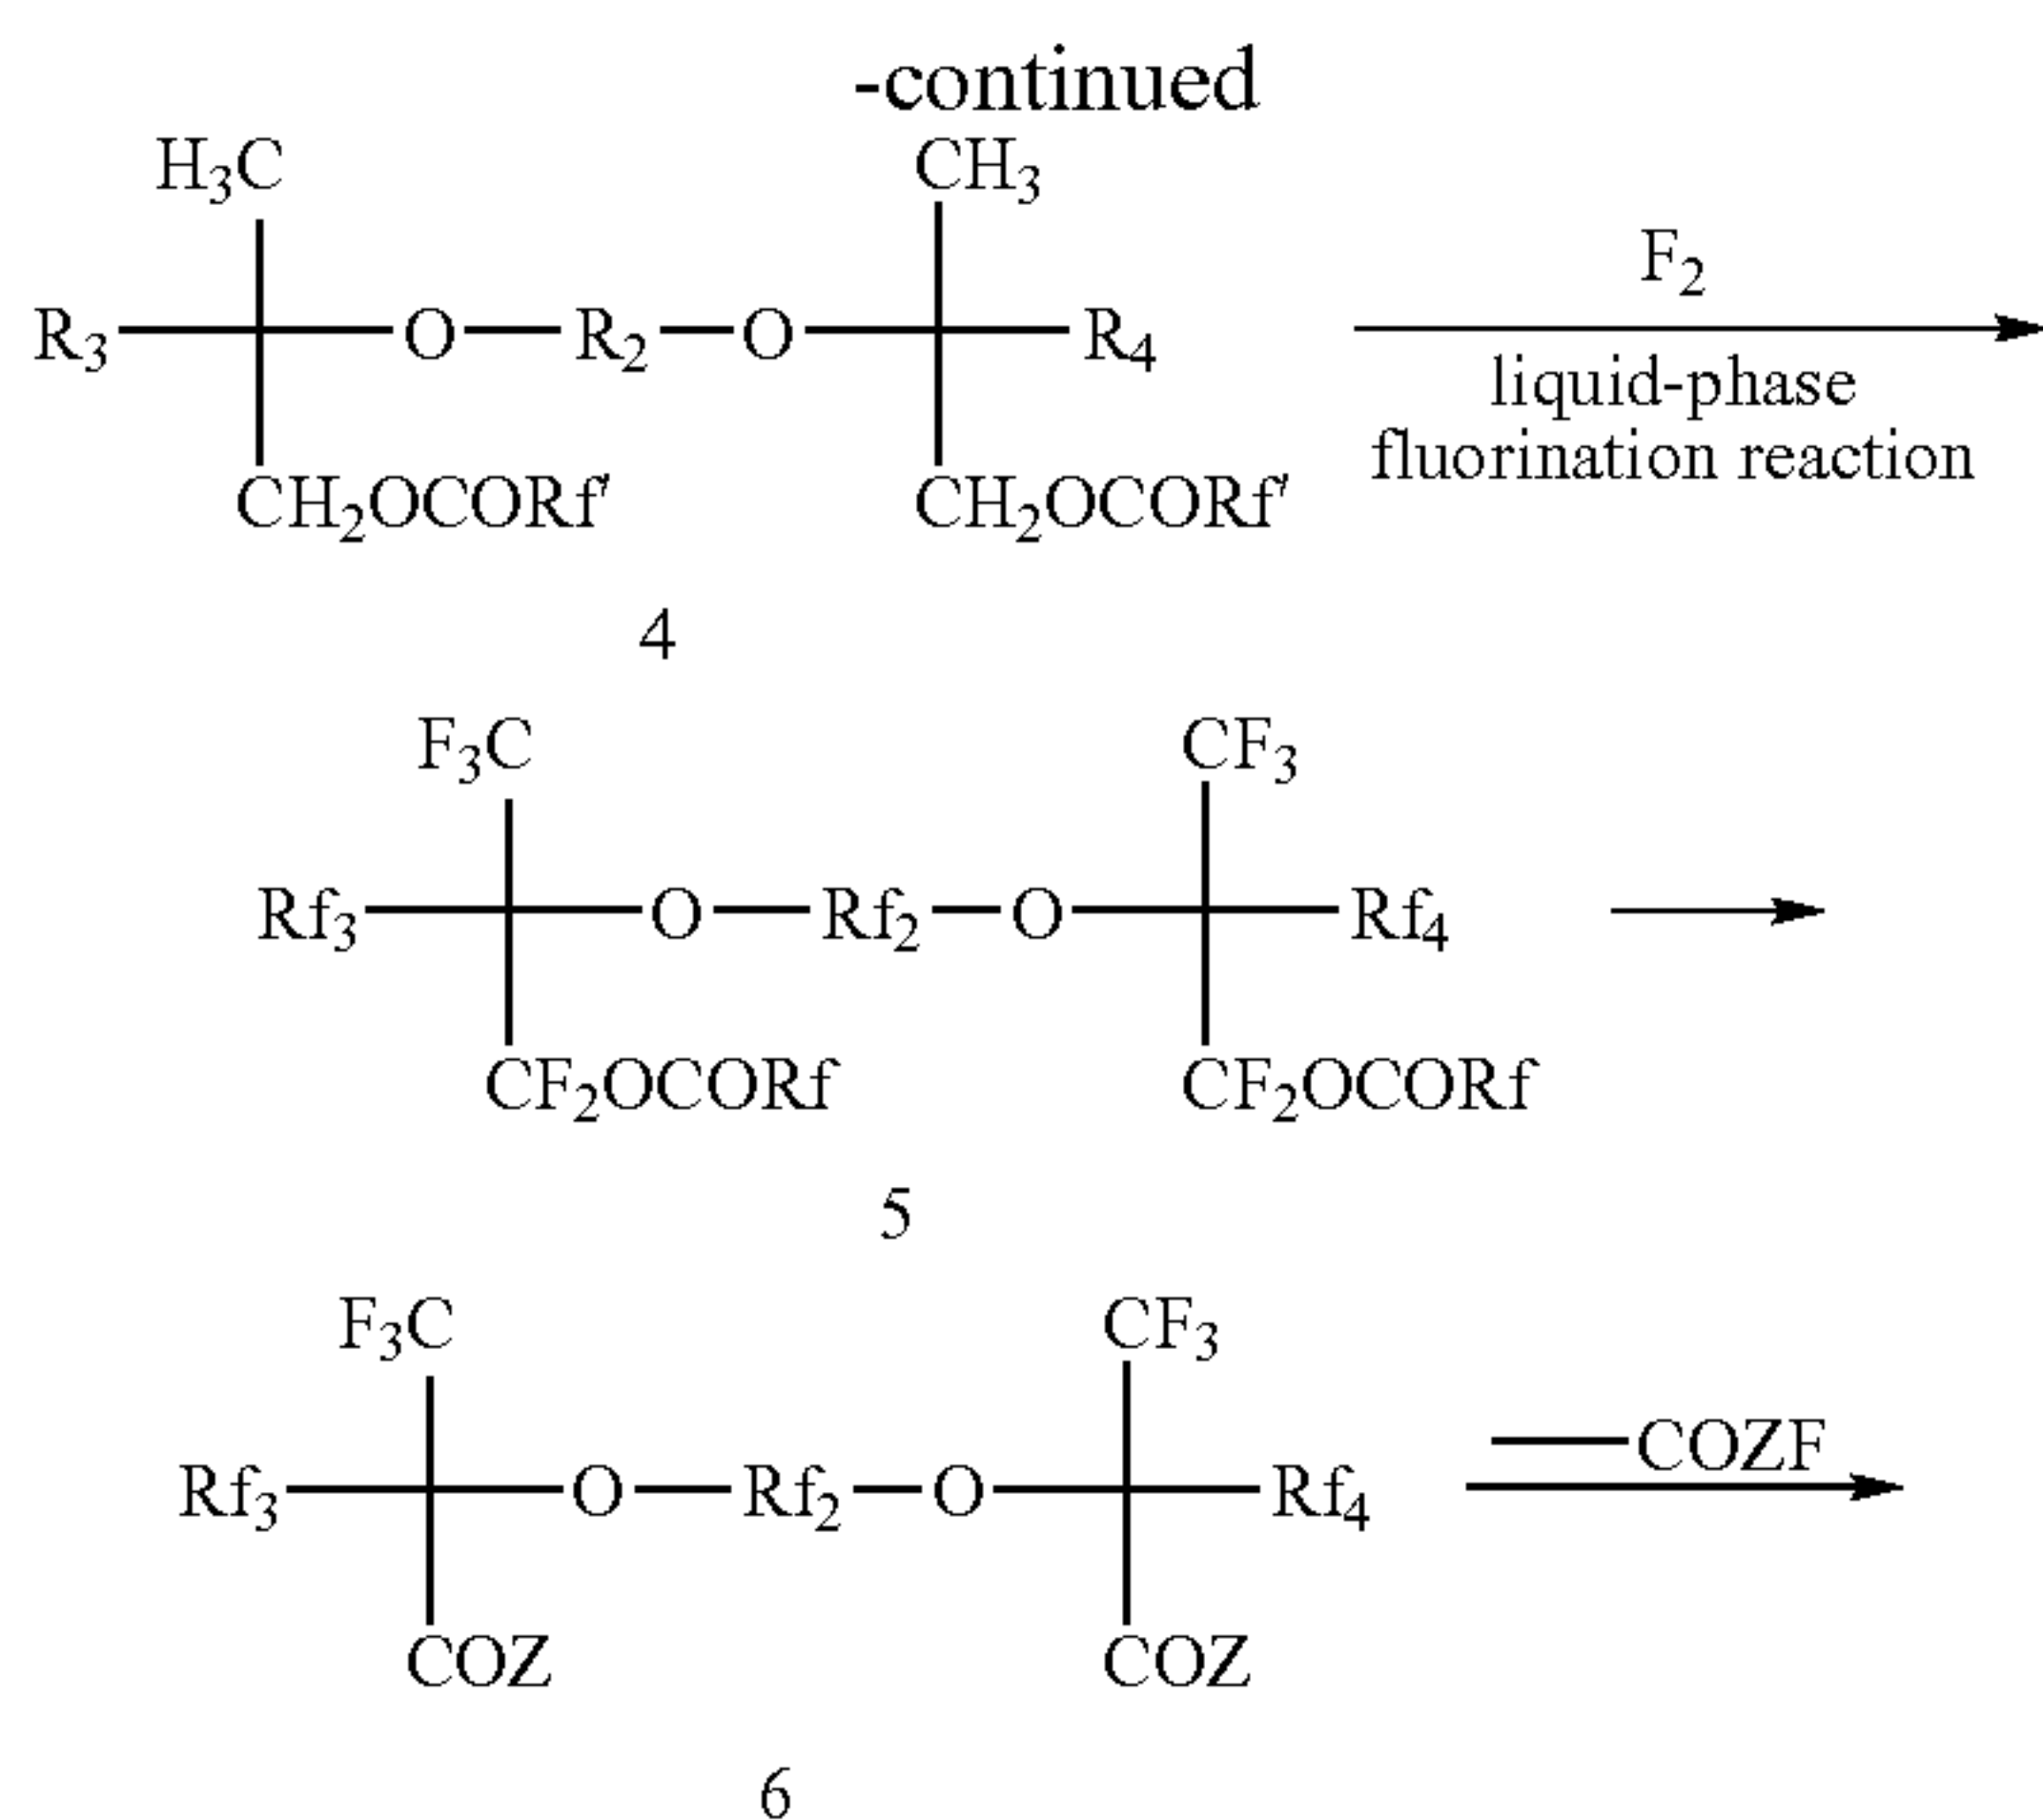 -continued
H₃C CH₃
F₂
R₃ O R₂ O R₄
liquid-phase
fluorination reaction
CH₂OCORf' CH₂OCORf'
4
F₃C CF₃
Rf₃ O Rf₂ O Rf₄
CF₂OCORf CF₂OCORf
5
F₃C CF₃
—COZF
Rf₃ O Rf₂ O Rf₄
COZ COZ
6